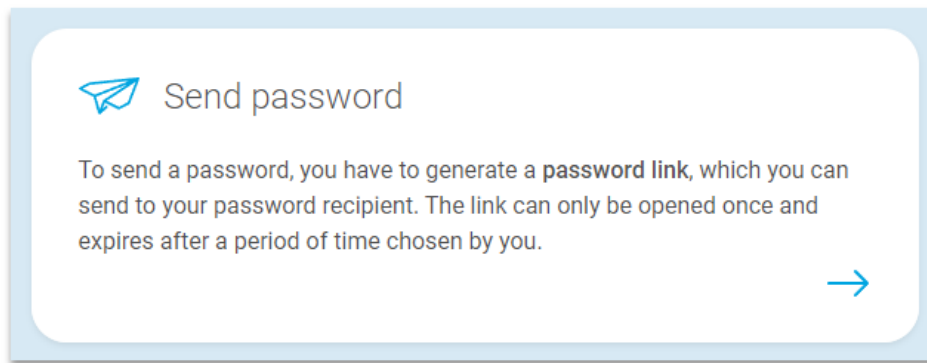 Send password
To send a password, you have to generate a password link, which you can
send to your password recipient. The link can only be opened once and
expires after a period of time chosen by you.